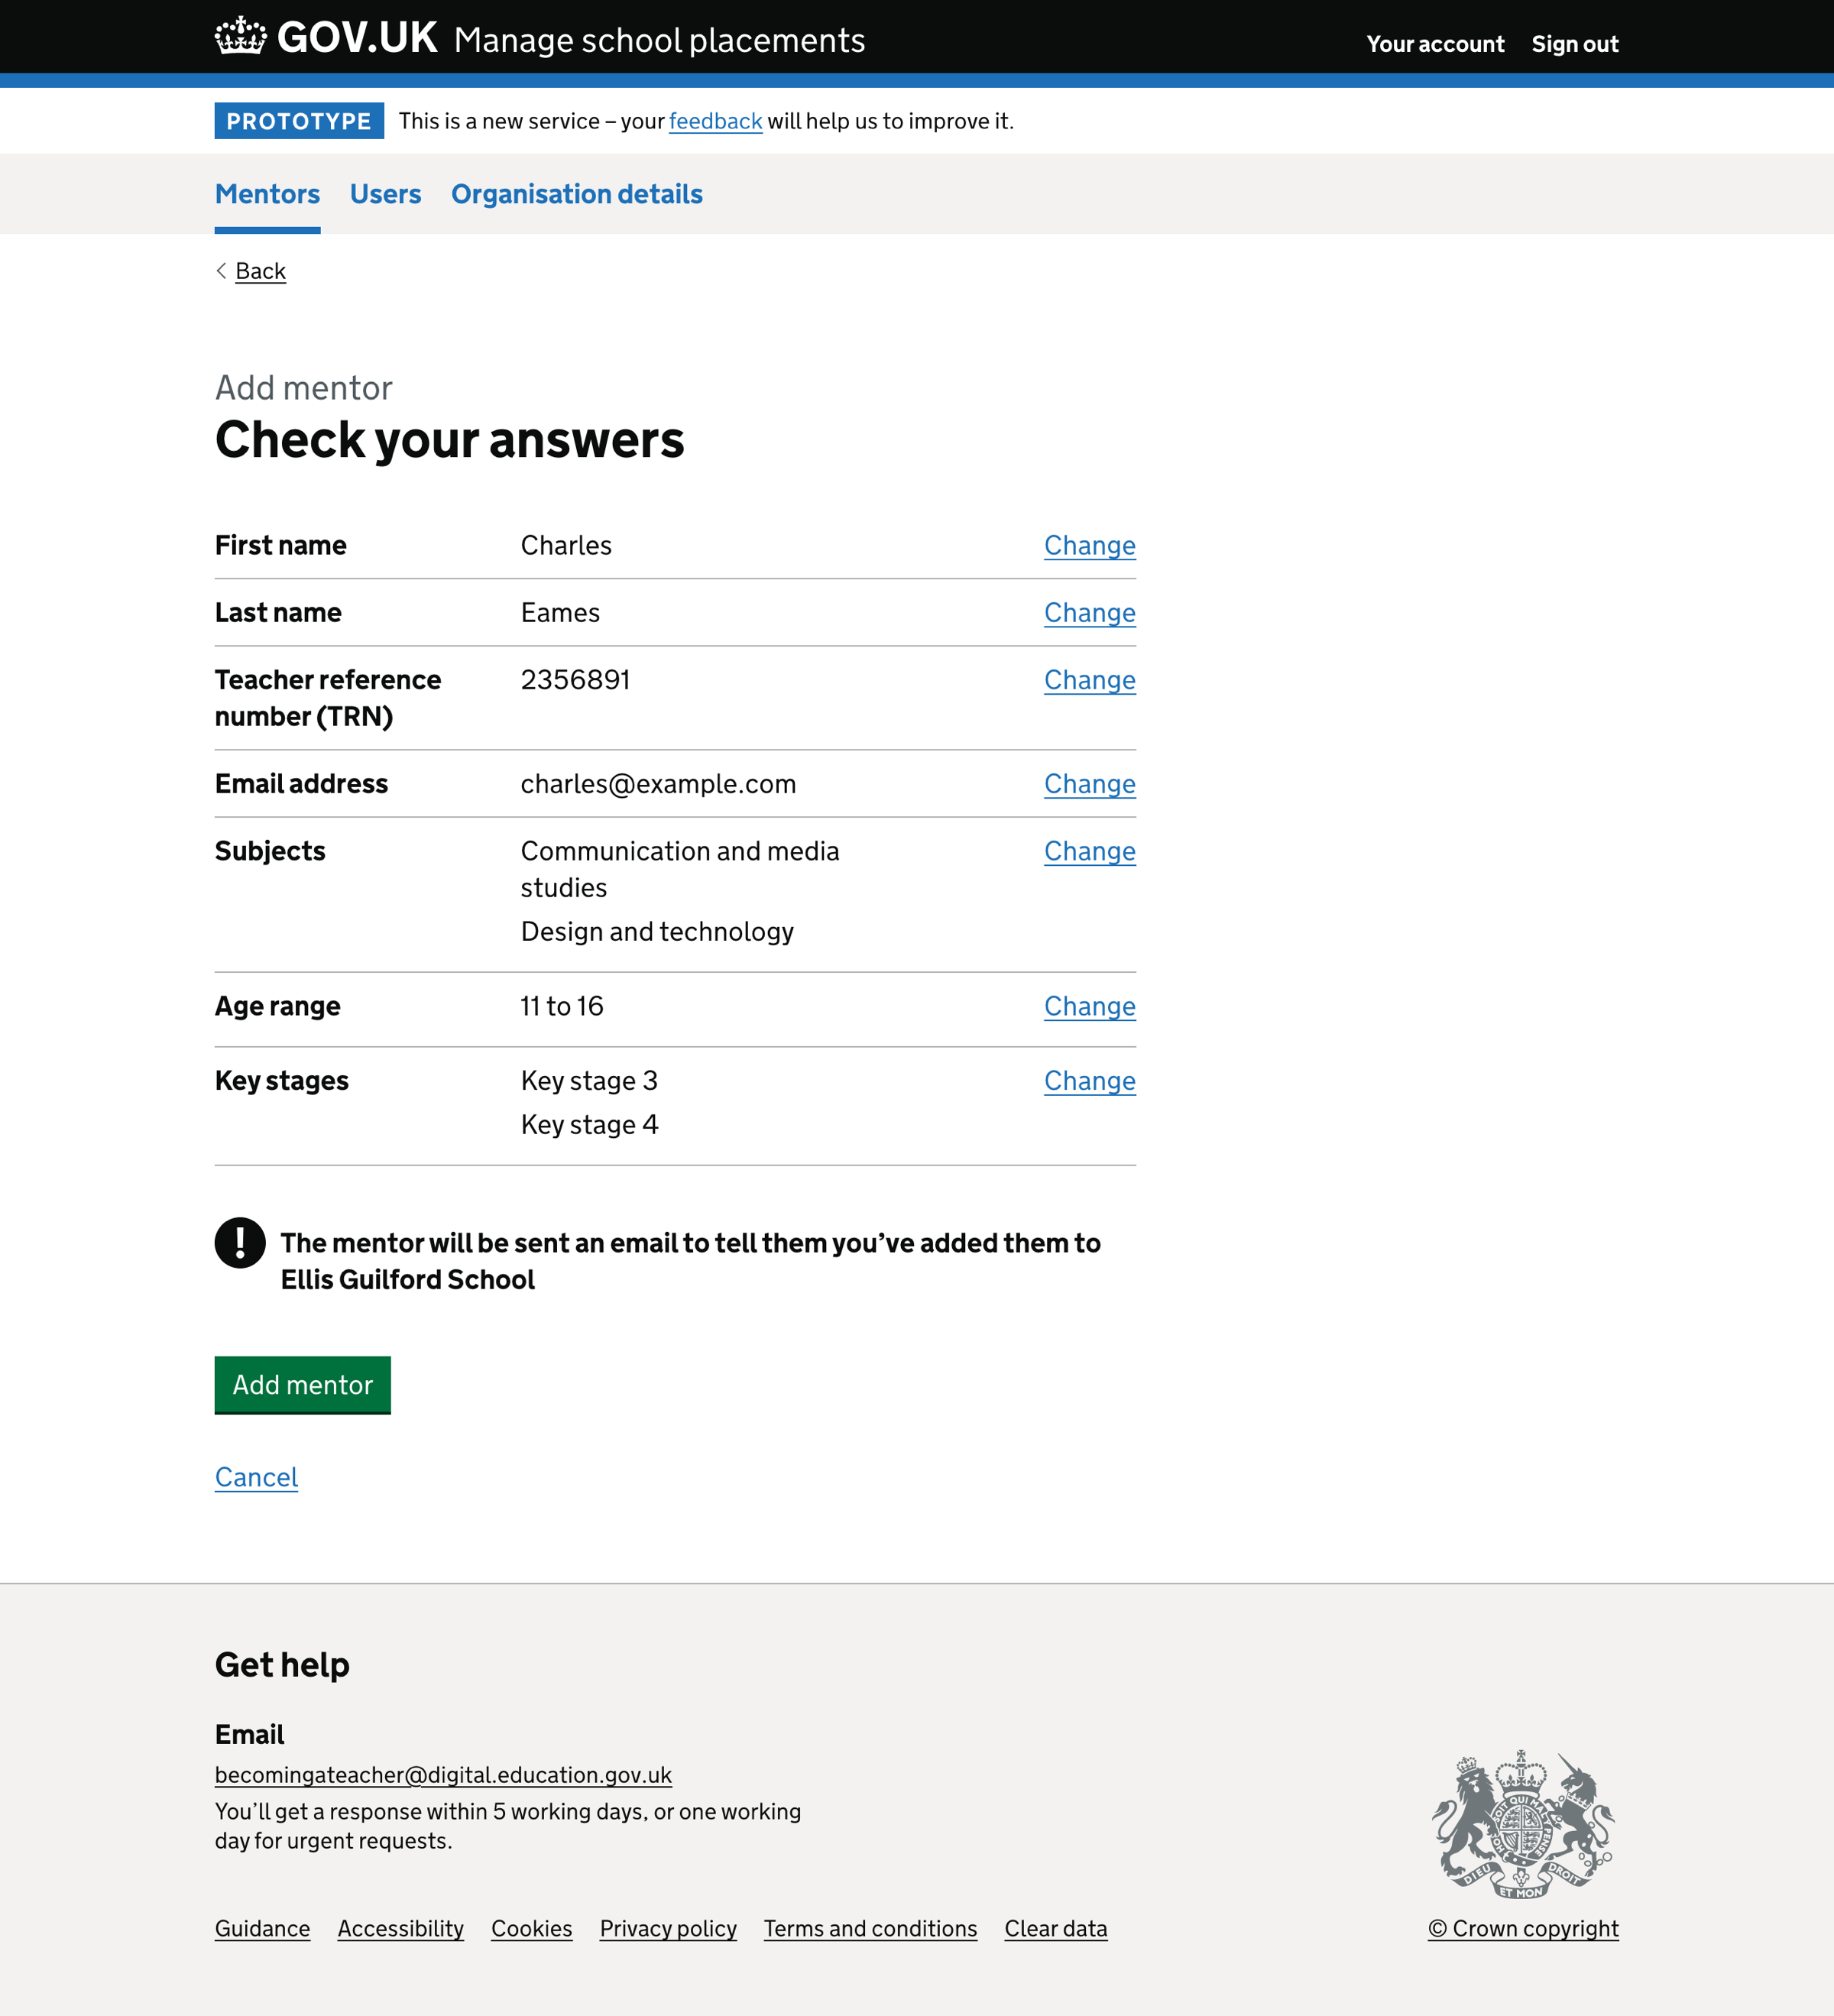 GOV.UK Manage school placements
Your account Sign out
PROTOTYPE This is a new service – your feedback will help us to improve it.
Mentors Users Organisation details
Back
Add mentor
Check your answers
First name Charles Change
Last name Eames Change
Teacher reference 2356891 Change
number (TRN)
Email address charles@example.com Change
Subjects Communication and media Change
studies
Design and technology
Age range 11 to 16 Change
Key stages Key stage 3 Change
Key stage 4
! The mentor will be sent an email to tell them you’ve added them to
Ellis Guilford School
Add mentor
Cancel
Get help
Email
becomingateacher@digital.education.gov.uk
You’ll get a response within 5 working days, or one working
day for urgent requests.
DIEU ET MON DROIT
Guidance Accessibility Cookies Privacy policy Terms and conditions Clear data
© Crown copyright